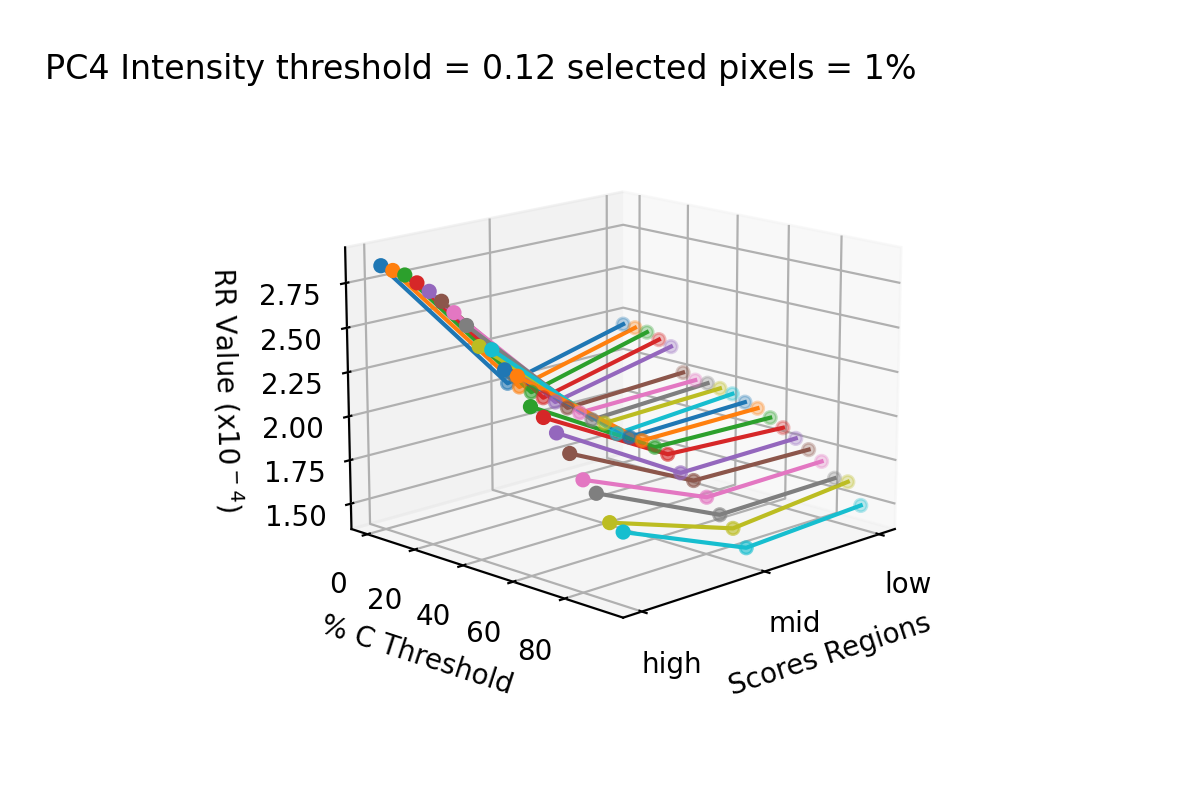 PC4 Intensity threshold = 0.12 selected pixels = 1%
RR Value (x10⁻⁴)
2.75
2.50
2.25
2.00
1.75
1.50
0
20
40
60
80
% C Threshold
high
mid
low
Scores Regions